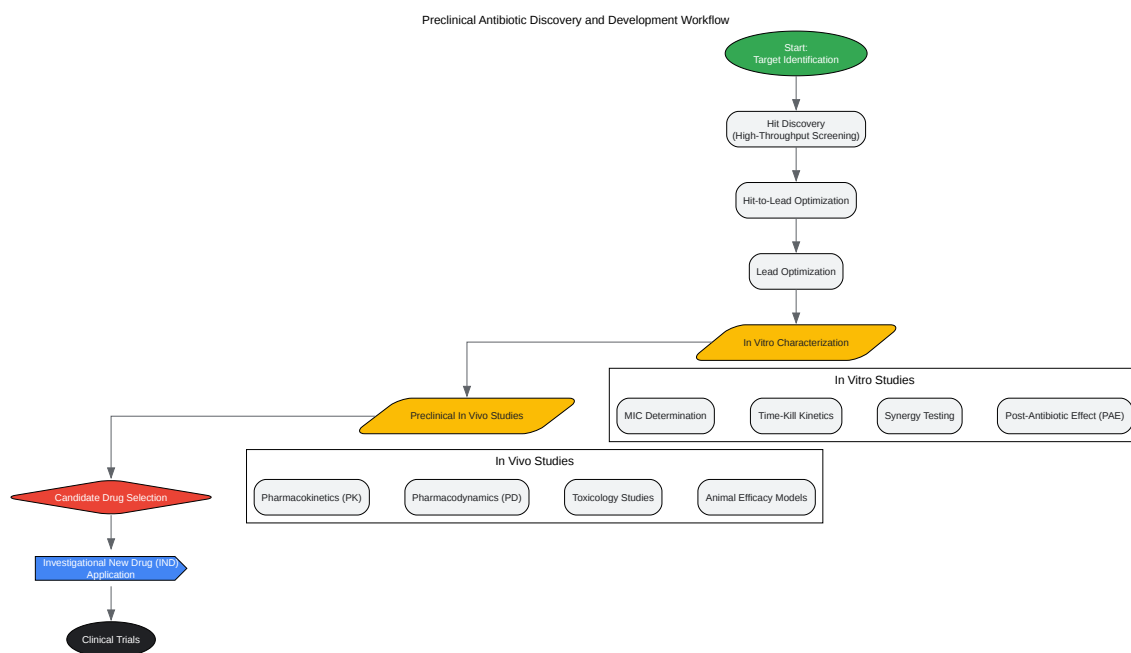 Preclinical Antibiotic Discovery and Development Workflow
Start:
Target Identification
Hit Discovery
(High-Throughput Screening)
Hit-to-Lead Optimization
Lead Optimization
In Vitro Characterization
In Vitro Studies
MIC Determination
Time-Kill Kinetics
Synergy Testing
Post-Antibiotic Effect (PAE)
Preclinical In Vivo Studies
In Vivo Studies
Pharmacokinetics (PK)
Pharmacodynamics (PD)
Toxicology Studies
Animal Efficacy Models
Candidate Drug Selection
Investigational New Drug (IND)
Application
Clinical Trials